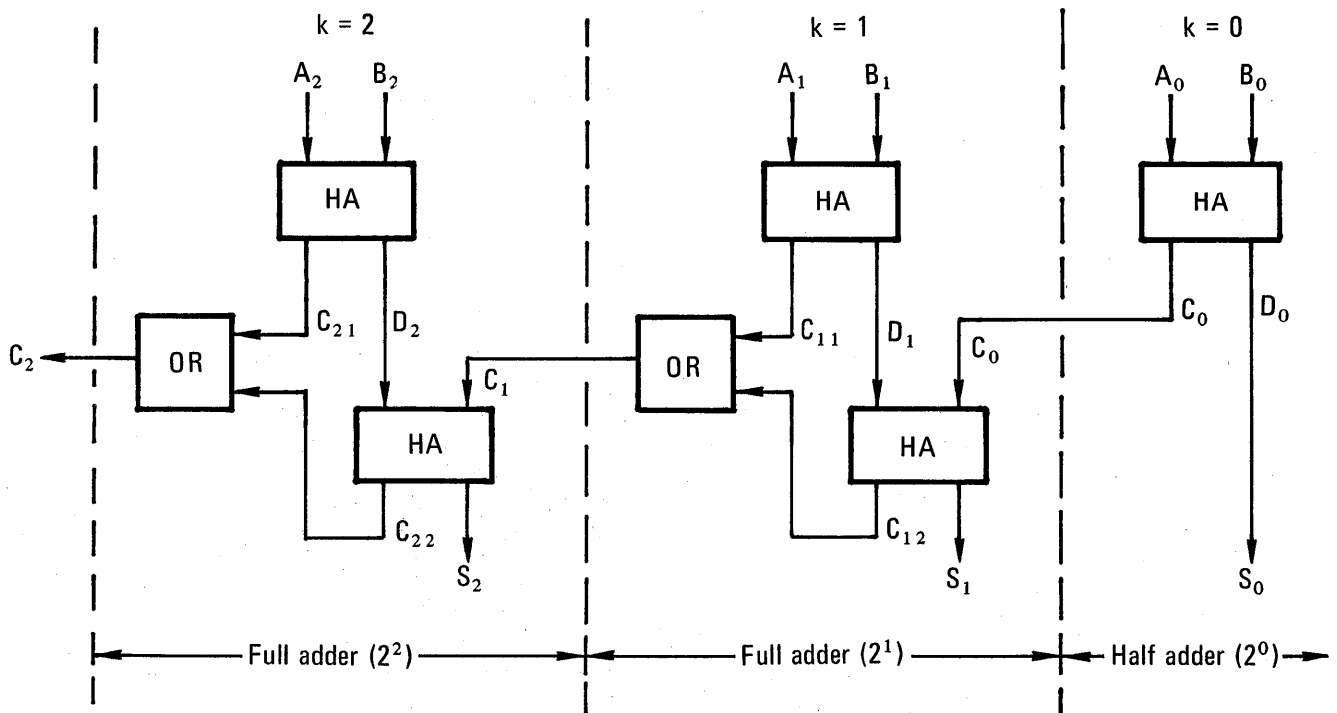 k = 2
k = 1
k = 0
A₂ B₂
A₁ B₁
A₀ B₀
HA
HA
HA
C₂
OR
C₂₁
D₂
C₁
OR
C₁₁
D₁
C₀
C₀
D₀
HA
HA
C₂₂
S₂
C₁₂
S₁
S₀
Full adder (2²)
Full adder (2¹)
Half adder (2⁰)